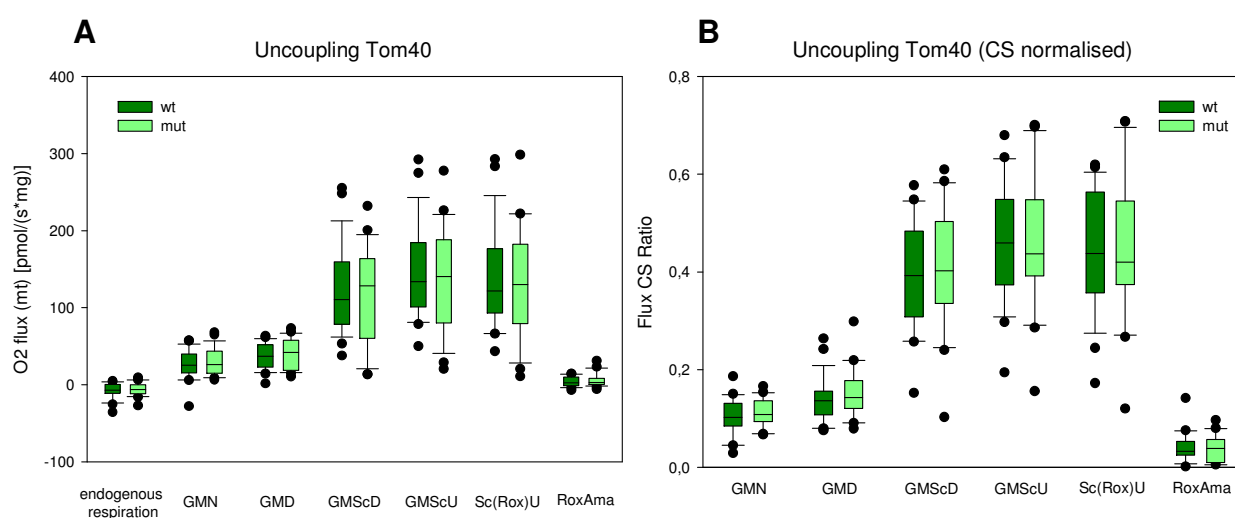 A
Uncoupling Tom40
O2 flux (mt) [pmol/(s*mg)]
400
300
200
100
0
-100
wt
mut
endogenous
respiration
GMN
GMD
GMScD
GMScU
Sc(Rox)U
RoxAma
B
Uncoupling Tom40 (CS normalised)
Flux CS Ratio
0,8
0,6
0,4
0,2
0,0
wt
mut
GMN
GMD
GMScD
GMScU
Sc(Rox)U
RoxAma